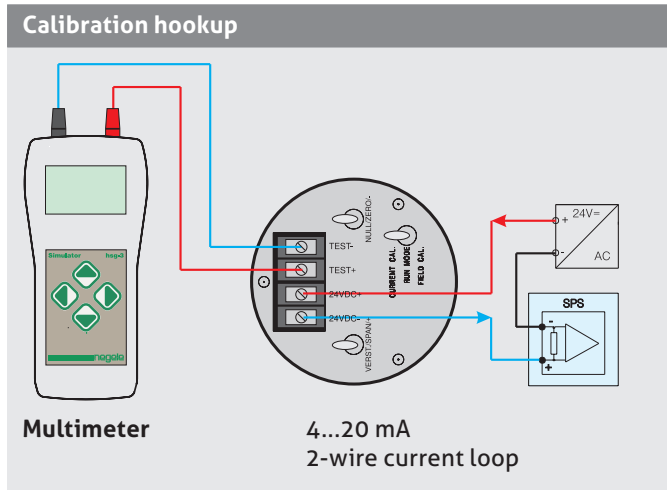 Calibration hookup
Simulator hsg-3
negele
NULL/ZERO/-
TEST-
TEST+
24VDC+
24VDC-
CURRENT CAL.
RUN MODE
FIELD CAL.
VERST./SPAN/+
+ 24V=
-
AC
SPS
-
+
Multimeter
4...20 mA
2-wire current loop